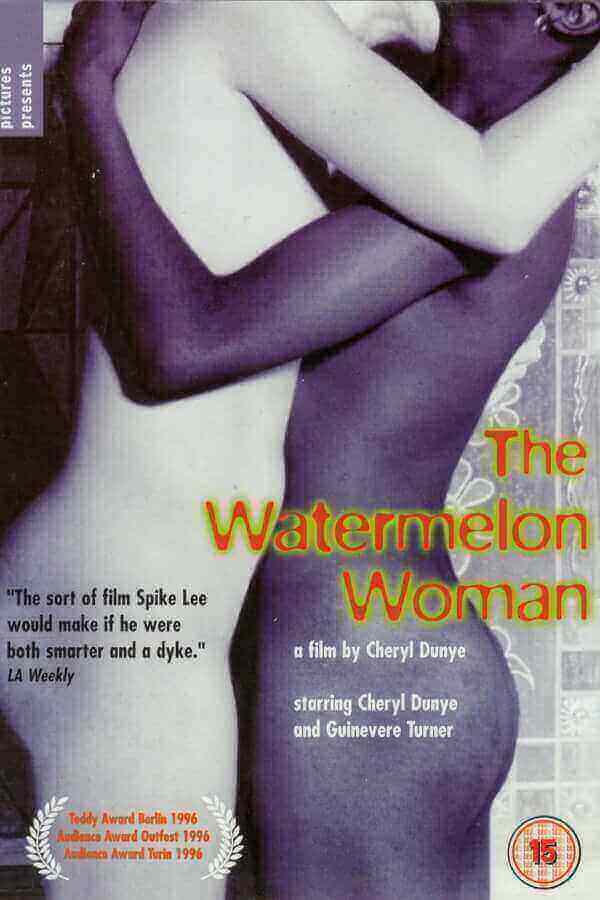 pictures
presents
The
Watermelon
Woman
"The sort of film Spike Lee
would make if he were
both smarter and a dyke."
LA Weekly
a film by Cheryl Dunye
starring Cheryl Dunye
and Guinevere Turner
Teddy Award Berlin 1996
Audience Award Outfest 1996
Audience Award Turin 1996
15